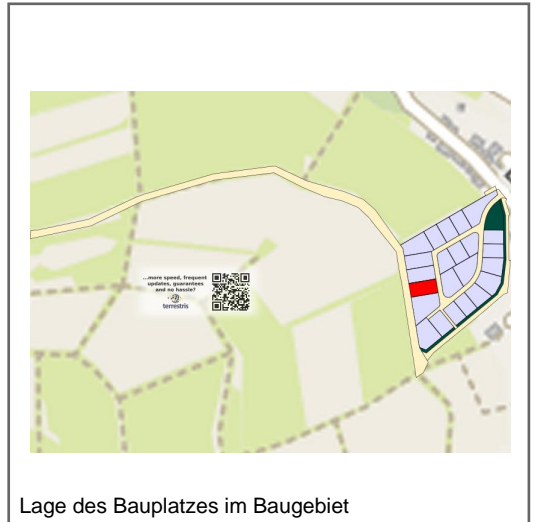 ...more speed, frequent
updates, guarantees
and no hassle?
terrestris
Lage des Bauplatzes im Baugebiet